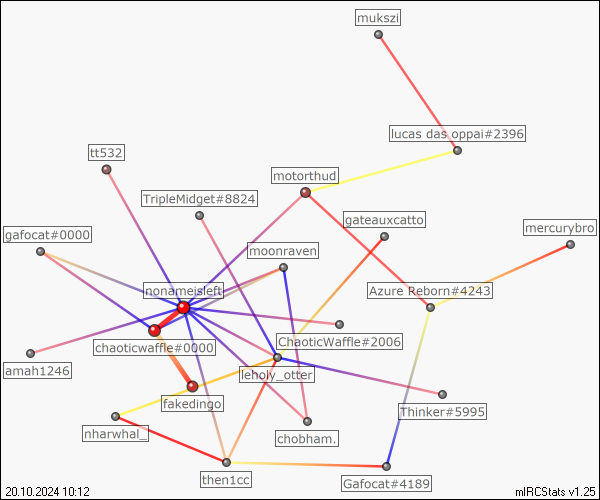 mukszi
lucas das oppai#2396
tt532
motorthud
TripleMidget#8824
gateauxcatto
mercurybro
gafocat#0000
moonraven
nonameisleft
Azure Reborn#4243
chaoticwaffle#0000
ChaoticWaffle#2006
amah1246
leholy_otter
fakedingo
Thinker#5995
nharwhal_
chobham.
then1cc
Gafocat#4189
20.10.2024 10:12
mIRCStats v1.25